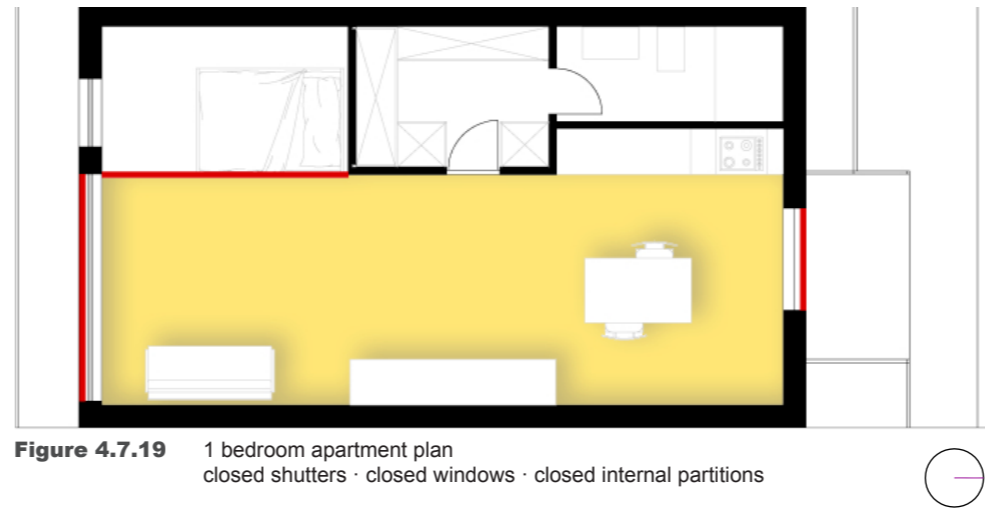 Figure 4.7.19 1 bedroom apartment plan
closed shutters · closed windows · closed internal partitions